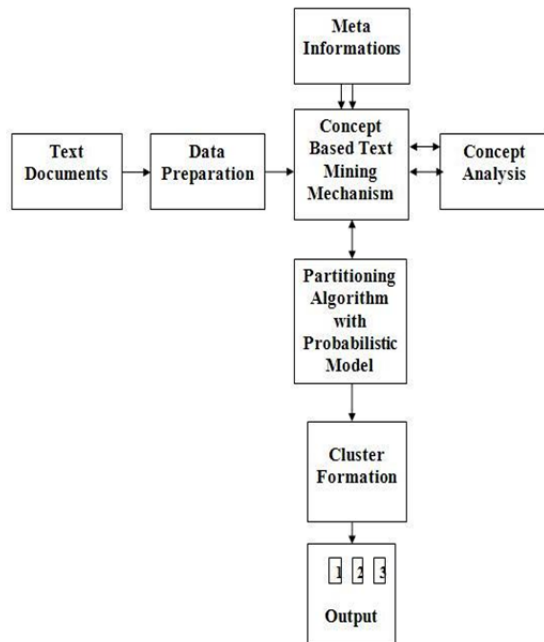 Meta
Informations
Text
Documents
Data
Preparation
Concept
Based Text
Mining
Mechanism
Concept
Analysis
Partitioning
Algorithm
with
Probabilistic
Model
Cluster
Formation
1 2 3
Output